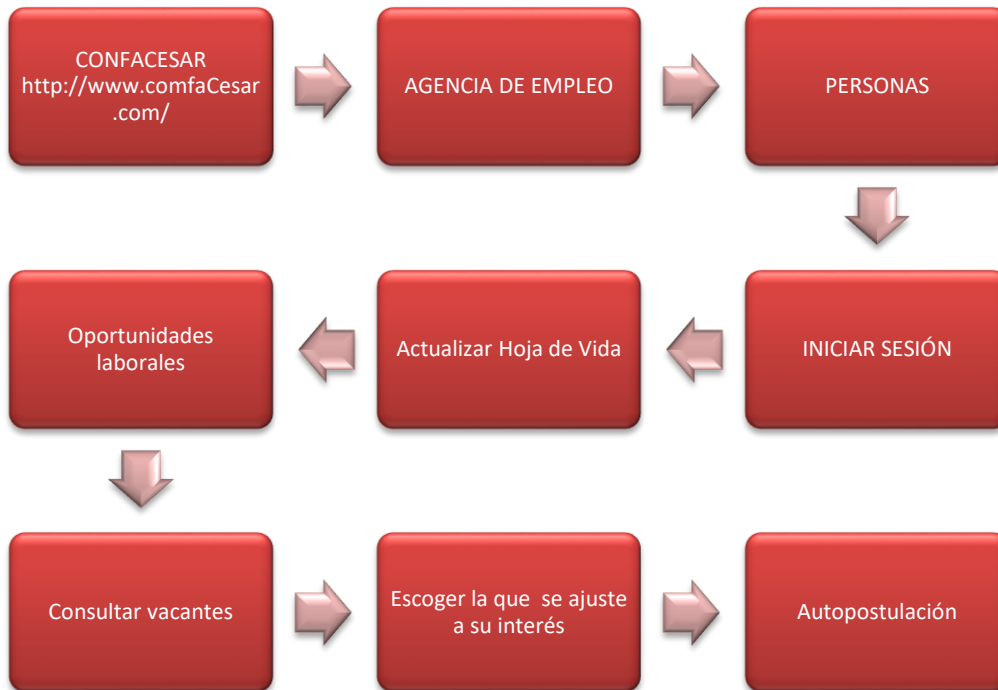 CONFACESAR
http://www.comfaCesar
.com/
AGENCIA DE EMPLEO
PERSONAS
INICIAR SESIÓN
Actualizar Hoja de Vida
Oportunidades
laborales
Consultar vacantes
Escoger la que  se ajuste
a su interés
Autopostulación